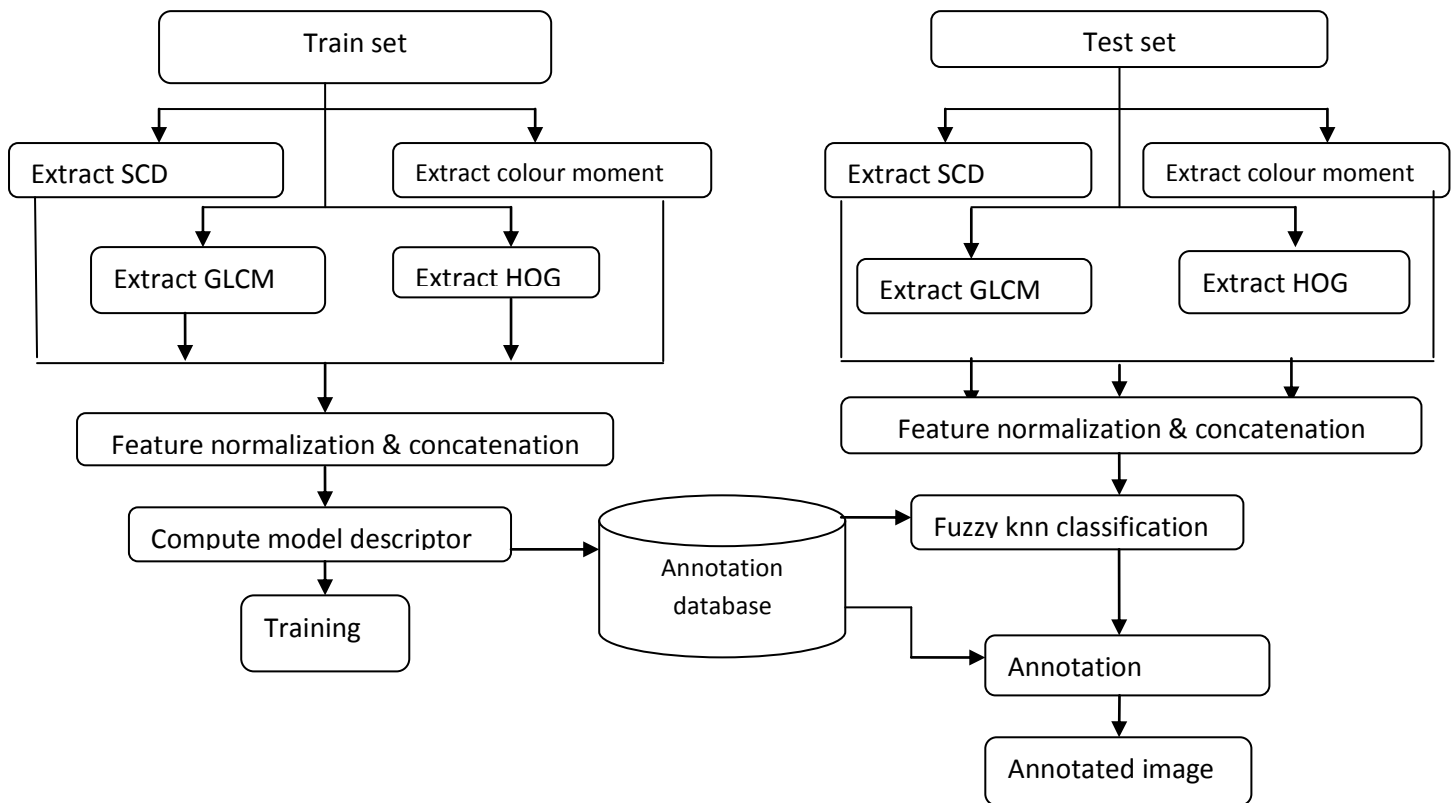 Train set
Test set
Extract SCD
Extract colour moment
Extract SCD
Extract colour moment
Extract GLCM
Extract HOG
Extract GLCM
Extract HOG
Feature normalization & concatenation
Feature normalization & concatenation
Compute model descriptor
Annotation
database
Fuzzy knn classification
Training
Annotation
Annotated image